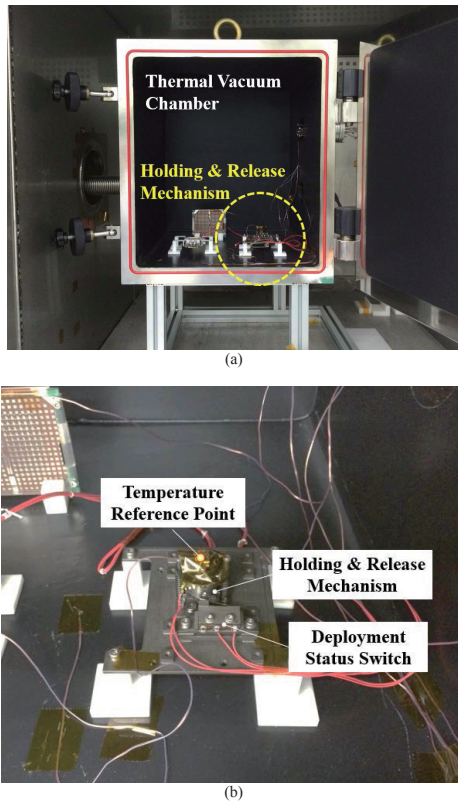 Thermal Vacuum
Chamber
Holding & Release
Mechanism
(a)
Temperature
Reference Point
Holding & Release
Mechanism
Deployment
Status Switch
(b)